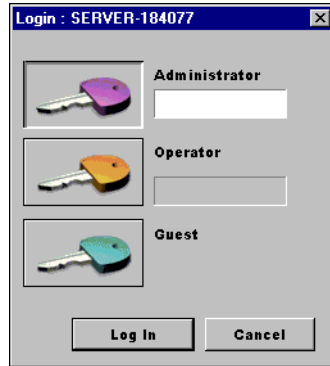 Login : SERVER-184077
Administrator
Operator
Guest
Log In
Cancel